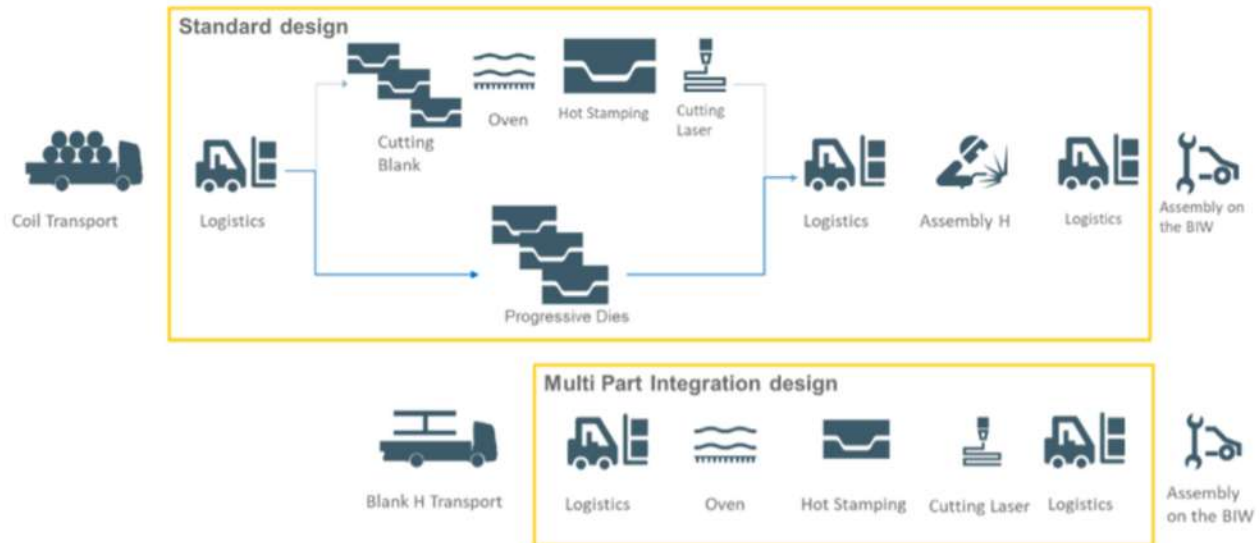 Standard design
Cutting
Blank
Oven
Hot Stamping
Cutting
Laser
Coil Transport
Logistics
Logistics
Assembly H
Logistics
Assembly on
the BIW
Progressive Dies
Multi Part Integration design
Blank H Transport
Logistics
Oven
Hot Stamping
Cutting Laser
Logistics
Assembly
on the BIW